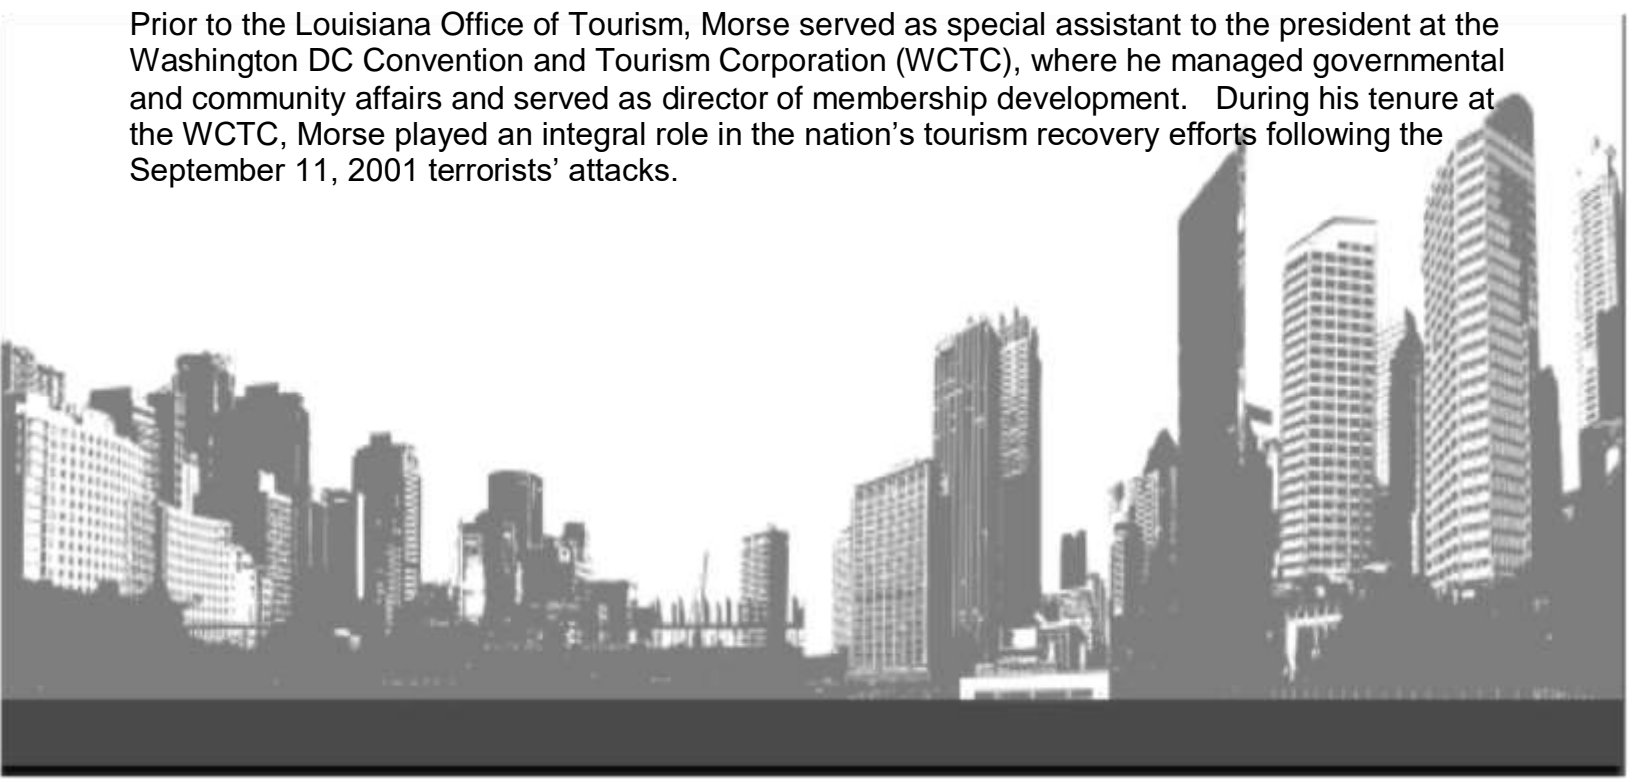 Prior to the Louisiana Office of Tourism, Morse served as special assistant to the president at the
Washington DC Convention and Tourism Corporation (WCTC), where he managed governmental
and community affairs and served as director of membership development.   During his tenure at
the WCTC, Morse played an integral role in the nation’s tourism recovery efforts following the
September 11, 2001 terrorists’ attacks.